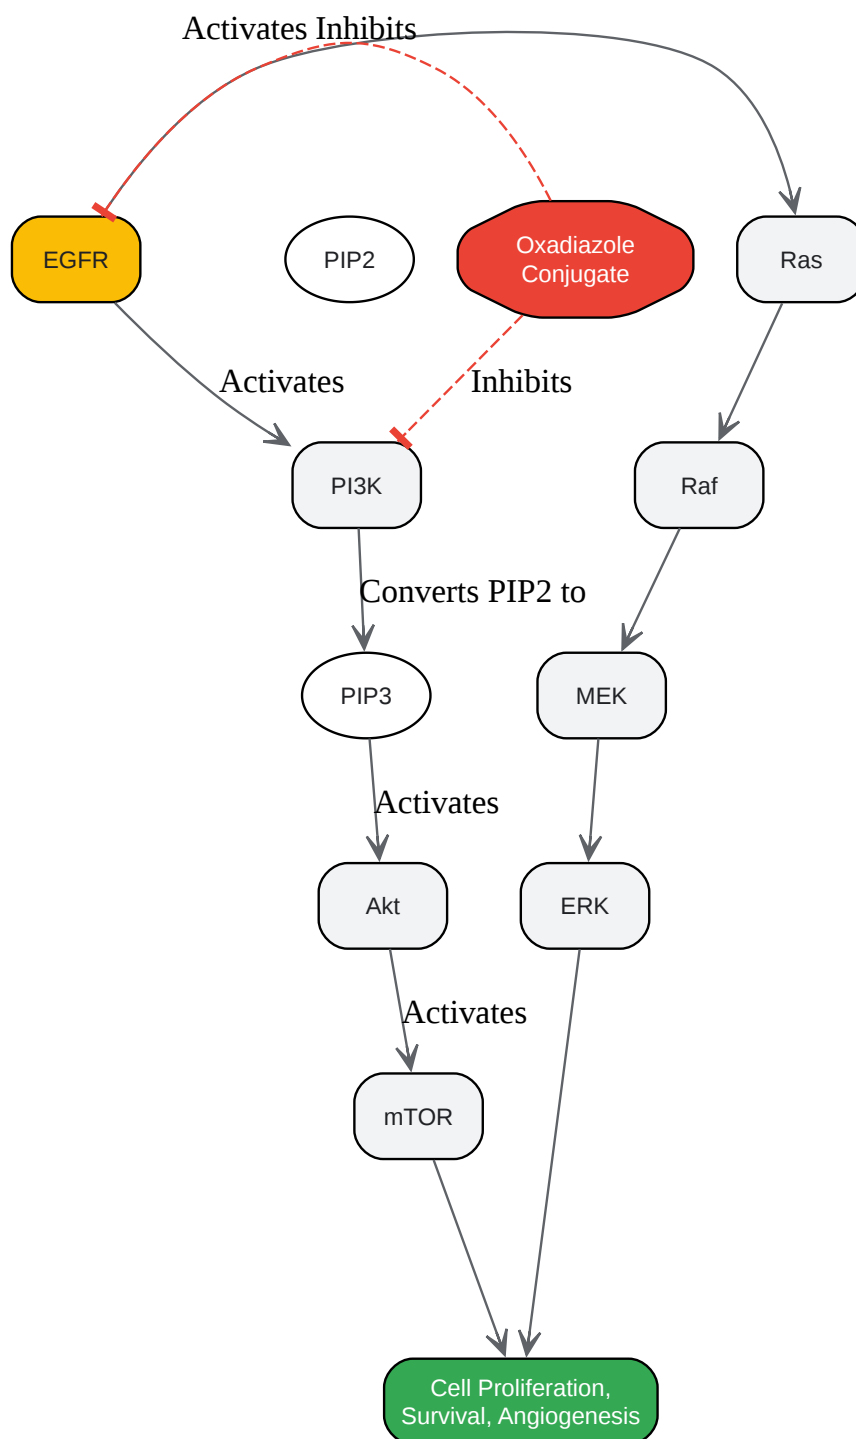 Activates Inhibits
EGFR
PIP2
Oxadiazole
Conjugate
Ras
Activates
Inhibits
PI3K
Raf
Converts PIP2 to
PIP3
MEK
Activates
Akt
ERK
Activates
mTOR
Cell Proliferation,
Survival, Angiogenesis